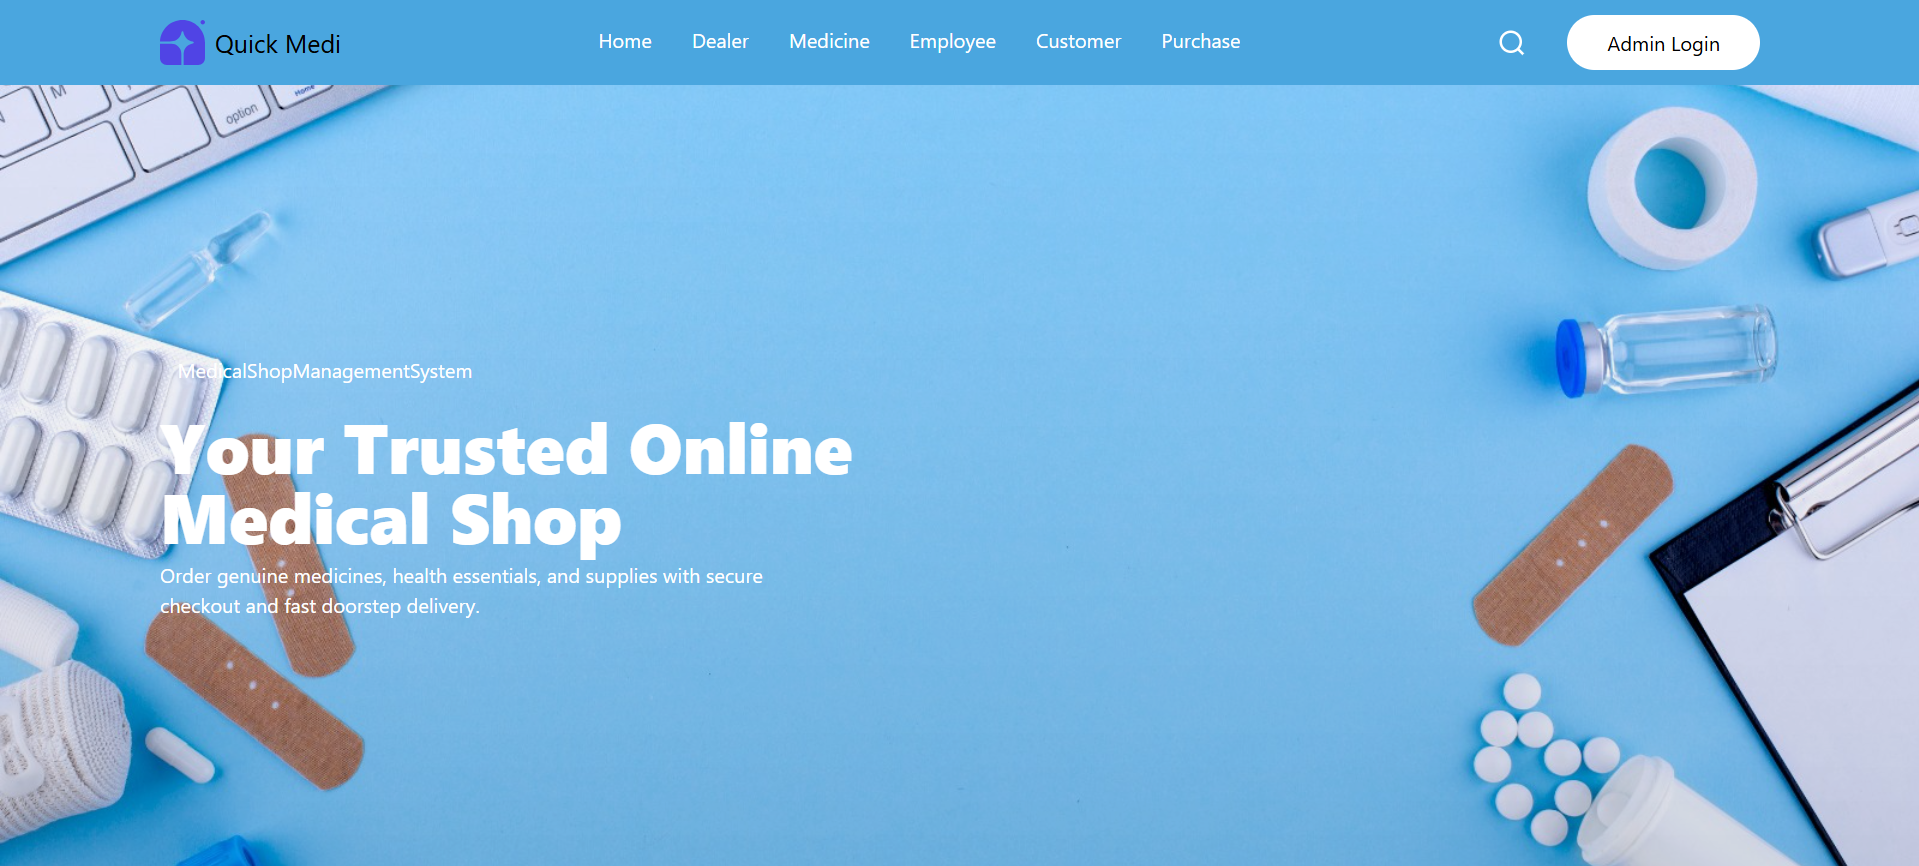 Quick Medi
Home Dealer Medicine Employee Customer Purchase
Admin Login
M
option
Home
MedicalShopManagementSystem
Your Trusted Online
Medical Shop
Order genuine medicines, health essentials, and supplies with secure
checkout and fast doorstep delivery.